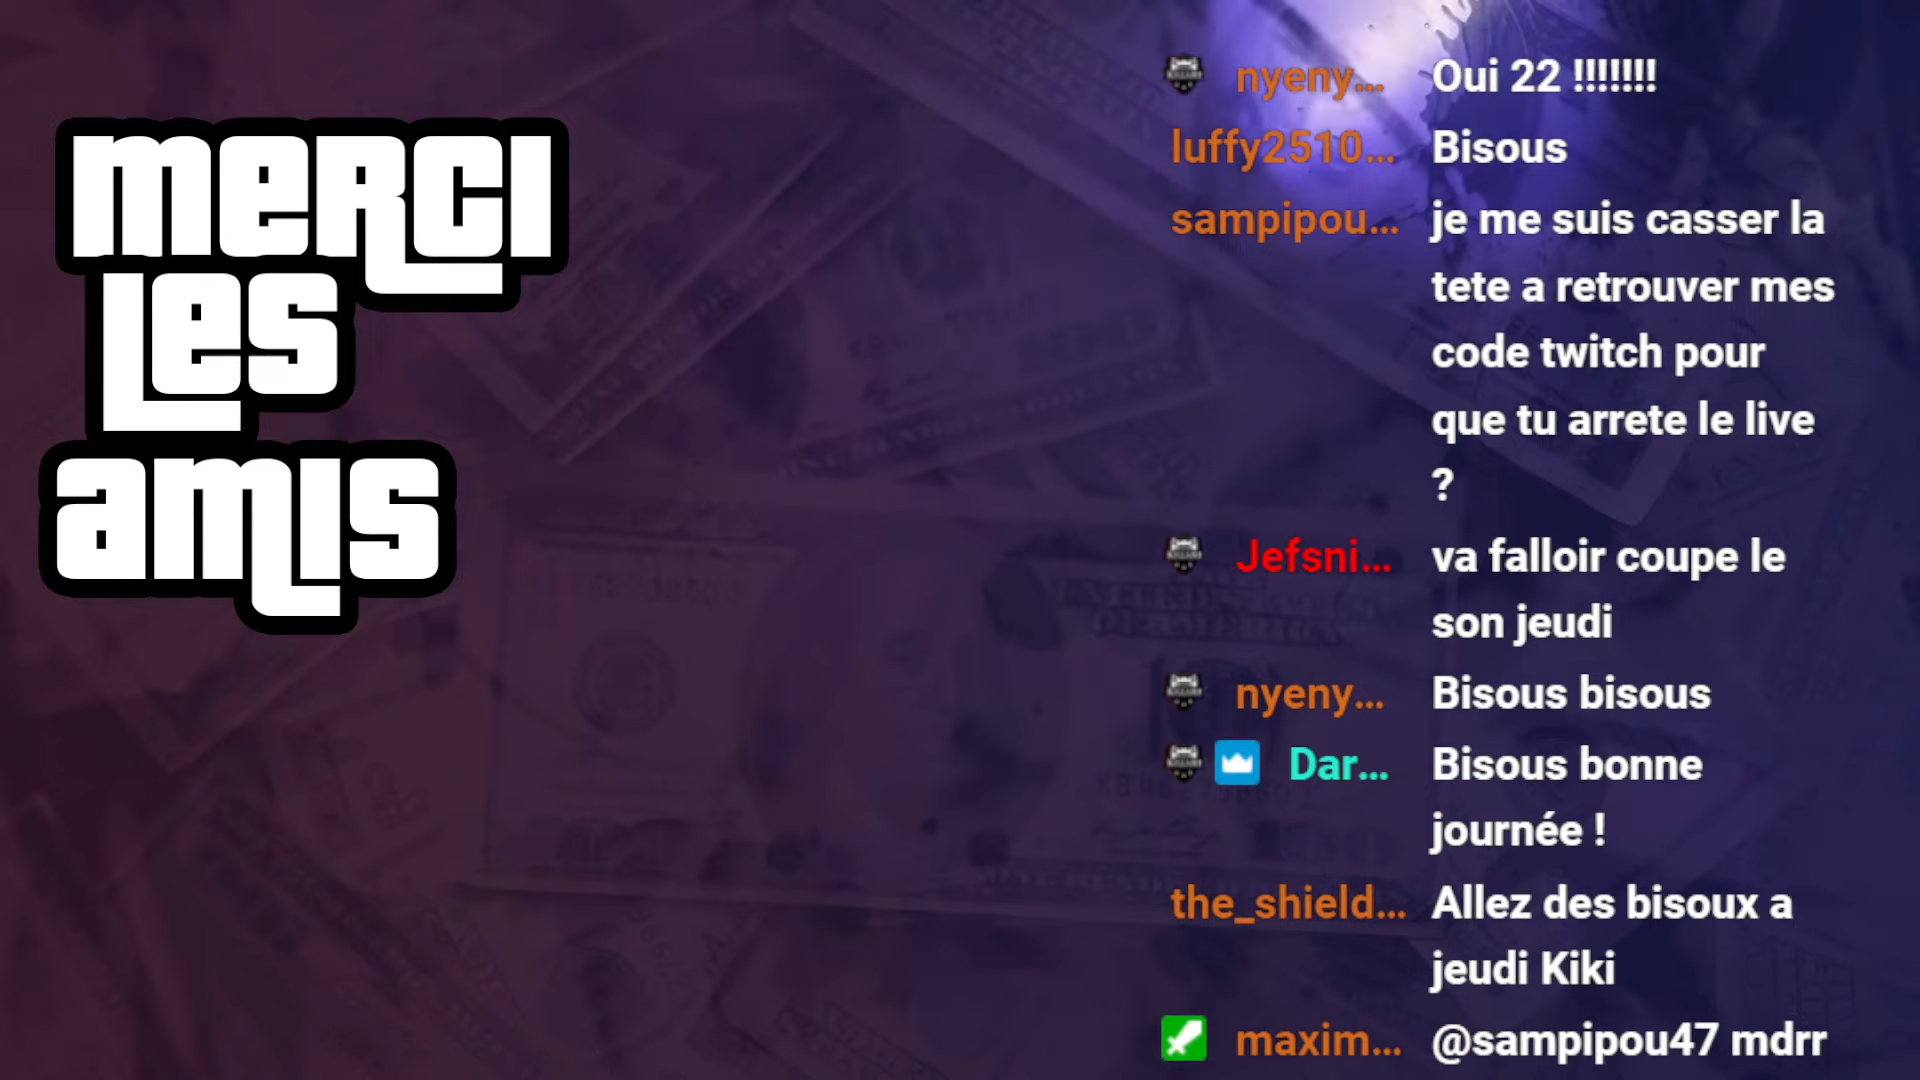 MERCI
LES
AMIS
nyeny... Oui 22 !!!!!!!
luffy2510... Bisous
sampipou... je me suis casser la
tete a retrouver mes
code twitch pour
que tu arrete le live
?
Jefsni... va falloir coupe le
son jeudi
nyeny... Bisous bisous
Dar... Bisous bonne
journée !
the_shield... Allez des bisoux a
jeudi Kiki
maxim... @sampipou47 mdrr